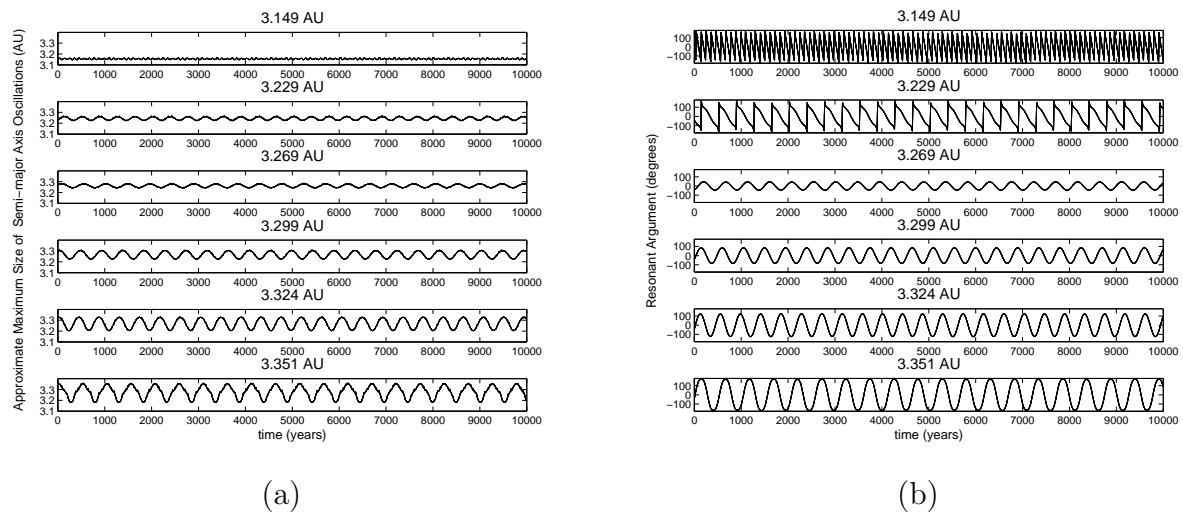 3.149 AU
3.3
3.2
3.1
0 1000 2000 3000 4000 5000 6000 7000 8000 9000 10000
3.229 AU
3.3
3.2
3.1
0 1000 2000 3000 4000 5000 6000 7000 8000 9000 10000
3.269 AU
3.3
3.2
3.1
0 1000 2000 3000 4000 5000 6000 7000 8000 9000 10000
3.299 AU
3.3
3.2
3.1
0 1000 2000 3000 4000 5000 6000 7000 8000 9000 10000
3.324 AU
3.3
3.2
3.1
0 1000 2000 3000 4000 5000 6000 7000 8000 9000 10000
3.351 AU
3.3
3.2
3.1
0 1000 2000 3000 4000 5000 6000 7000 8000 9000 10000
time (years)
Approximate Maximum Size of Semi−major Axis Oscillations (AU)
(a)
3.149 AU
100
0
−100
0 1000 2000 3000 4000 5000 6000 7000 8000 9000 10000
3.229 AU
100
0
−100
0 1000 2000 3000 4000 5000 6000 7000 8000 9000 10000
3.269 AU
100
0
−100
0 1000 2000 3000 4000 5000 6000 7000 8000 9000 10000
3.299 AU
100
0
−100
0 1000 2000 3000 4000 5000 6000 7000 8000 9000 10000
3.324 AU
100
0
−100
0 1000 2000 3000 4000 5000 6000 7000 8000 9000 10000
3.351 AU
100
0
−100
0 1000 2000 3000 4000 5000 6000 7000 8000 9000 10000
time (years)
Resonant Argument (degrees)
(b)